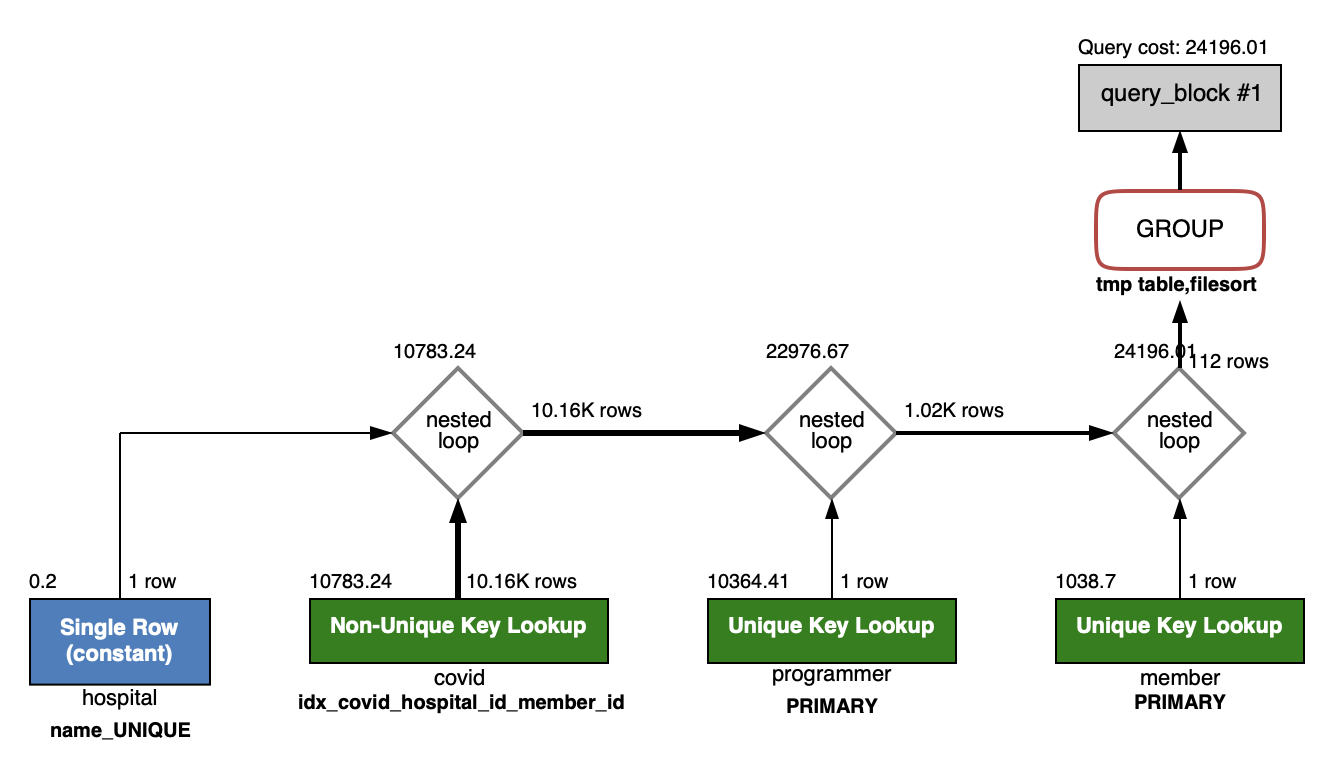 Query cost: 24196.01
query_block #1
GROUP
tmp table,filesort
10783.24
22976.67
24196.01
112 rows
nested
loop
10.16K rows
nested
loop
1.02K rows
nested
loop
0.2
1 row
10783.24
10.16K rows
10364.41
1 row
1038.7
1 row
Single Row
(constant)
Non-Unique Key Lookup
Unique Key Lookup
Unique Key Lookup
hospital
name_UNIQUE
covid
idx_covid_hospital_id_member_id
programmer
PRIMARY
member
PRIMARY